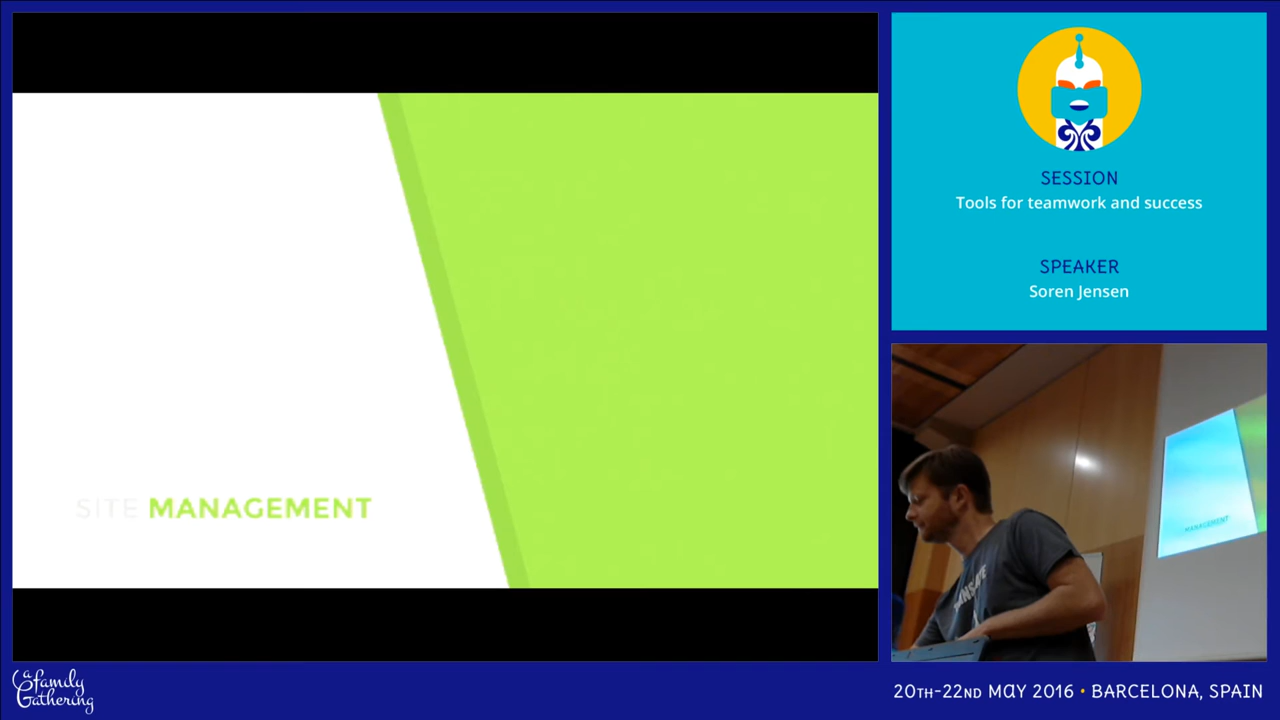 SITE MANAGEMENT
SESSION
Tools for teamwork and success
SPEAKER
Soren Jensen
MANAGEMENT
a family
Gathering
20TH-22ND MAY 2016 • BARCELONA, SPAIN